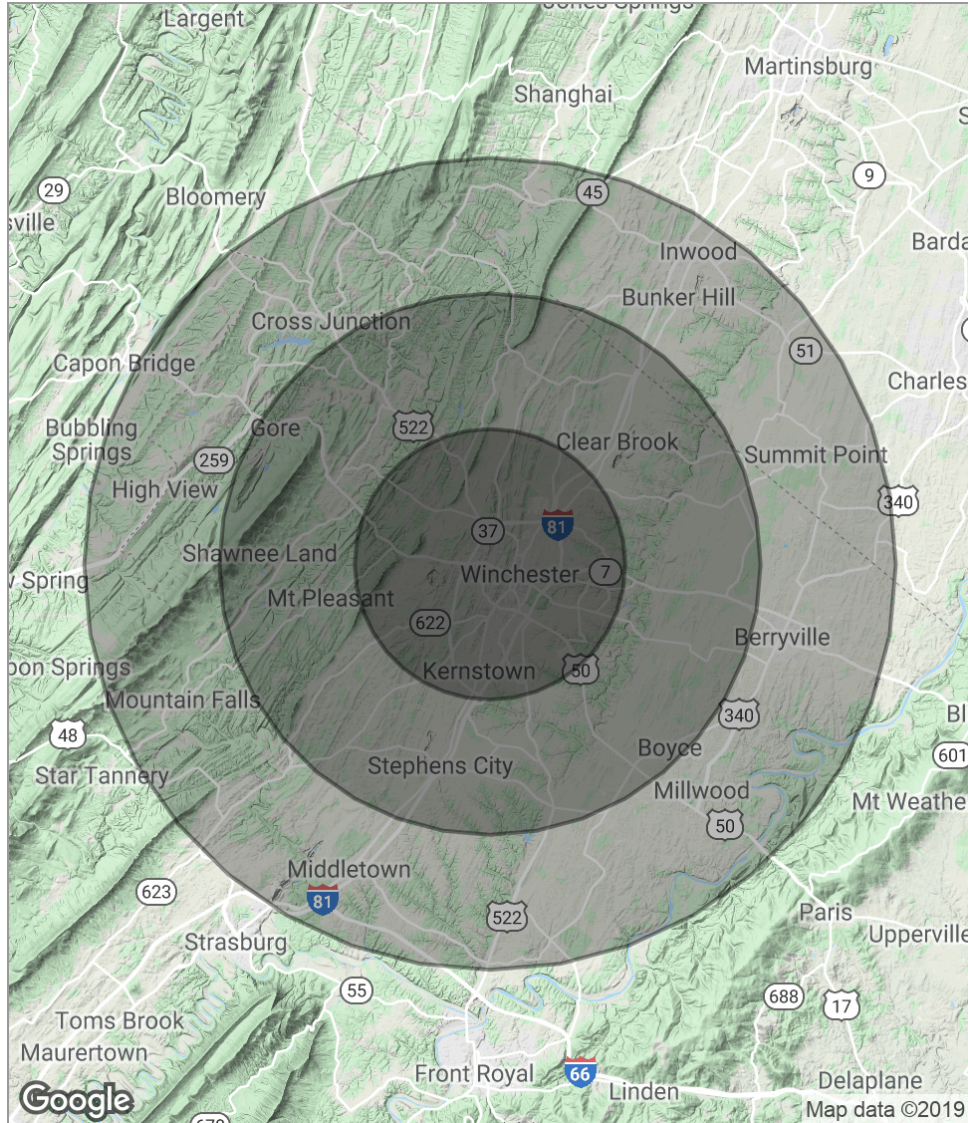 Jones Springs
Largent
Martinsburg
Shanghai
29
Bloomery
45
9
sville
Inwood
Barda
Bunker Hill
Cross Junction
51
Capon Bridge
Charles
522
Bubbling
Springs
Gore
Clear Brook
259
Summit Point
High View
340
37
81
Shawnee Land
w Spring
Winchester
7
Mt Pleasant
622
Berryville
pon Springs
Kernstown
50
Mountain Falls
340
Bl
48
Boyce
601
Star Tannery
Stephens City
Millwood
Mt Weathe
50
Middletown
623
81
522
Paris
Strasburg
Upperville
55
688
17
Toms Brook
Maurertown
Front Royal
66
Linden
Delaplane
Google
Map data ©2019